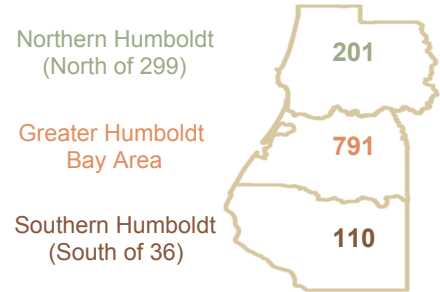 Northern Humboldt
(North of 299)
201
Greater Humboldt
Bay Area
791
Southern Humboldt
(South of 36)
110